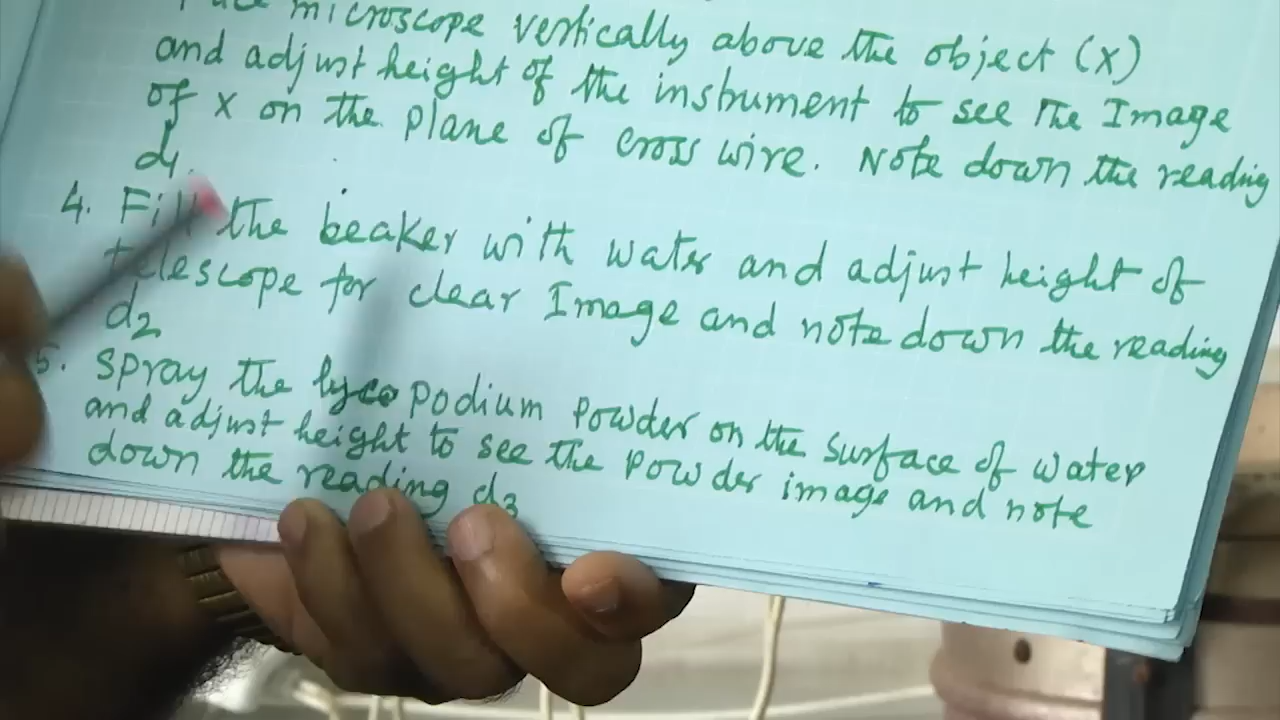 microscope vertically above the object (X)
and adjust height of the instrument to see The Image
of X on the plane of cross wire. Note down the reading
d1.
4. Fill the beaker with water and adjust height of
telescope for clear Image and note down the reading
d2
5. Spray the lyco podium powder on the surface of water
and adjust height to see the powder image and note
down the reading d3